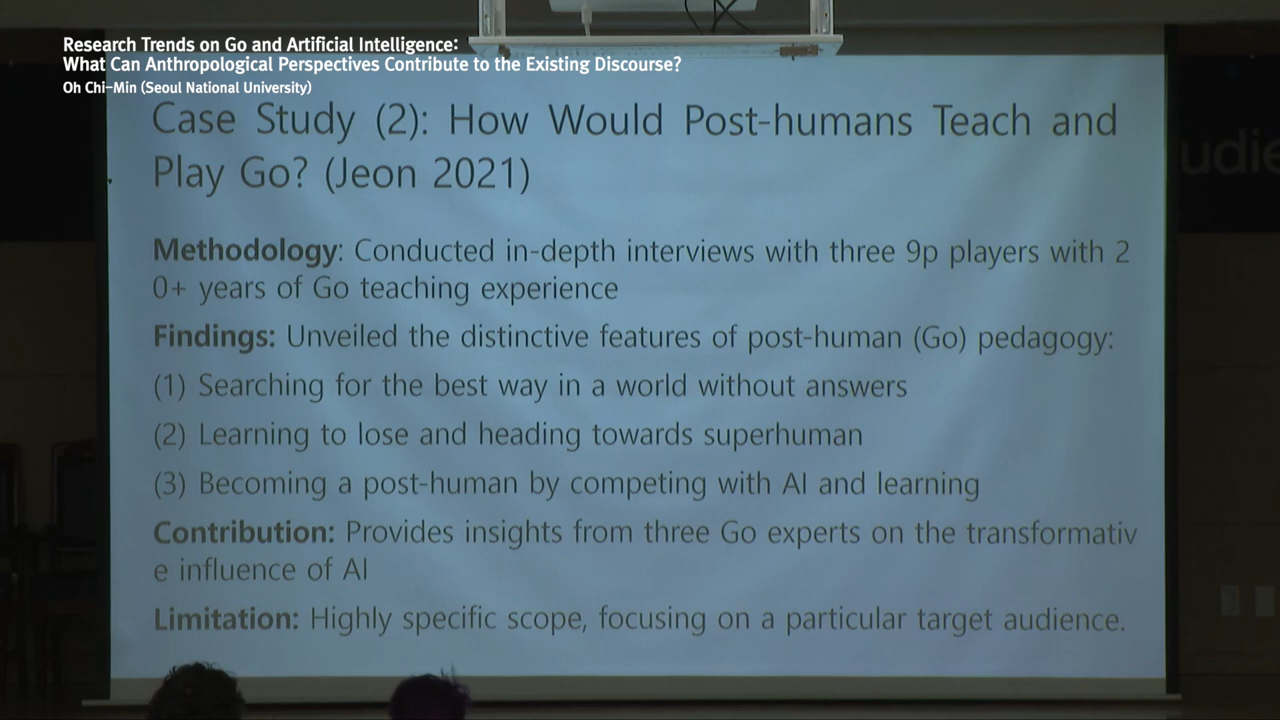 Research Trends on Go and Artificial Intelligence:
What Can Anthropological Perspectives Contribute to the Existing Discourse?
Oh Chi-Min (Seoul National University)
Case Study (2): How Would Post-humans Teach and
Play Go? (Jeon 2021)
Methodology: Conducted in-depth interviews with three 9p players with 2
0+ years of Go teaching experience
Findings: Unveiled the distinctive features of post-human (Go) pedagogy:
(1) Searching for the best way in a world without answers
(2) Learning to lose and heading towards superhuman
(3) Becoming a post-human by competing with AI and learning
Contribution: Provides insights from three Go experts on the transformativ
e influence of AI
Limitation: Highly specific scope, focusing on a particular target audience.